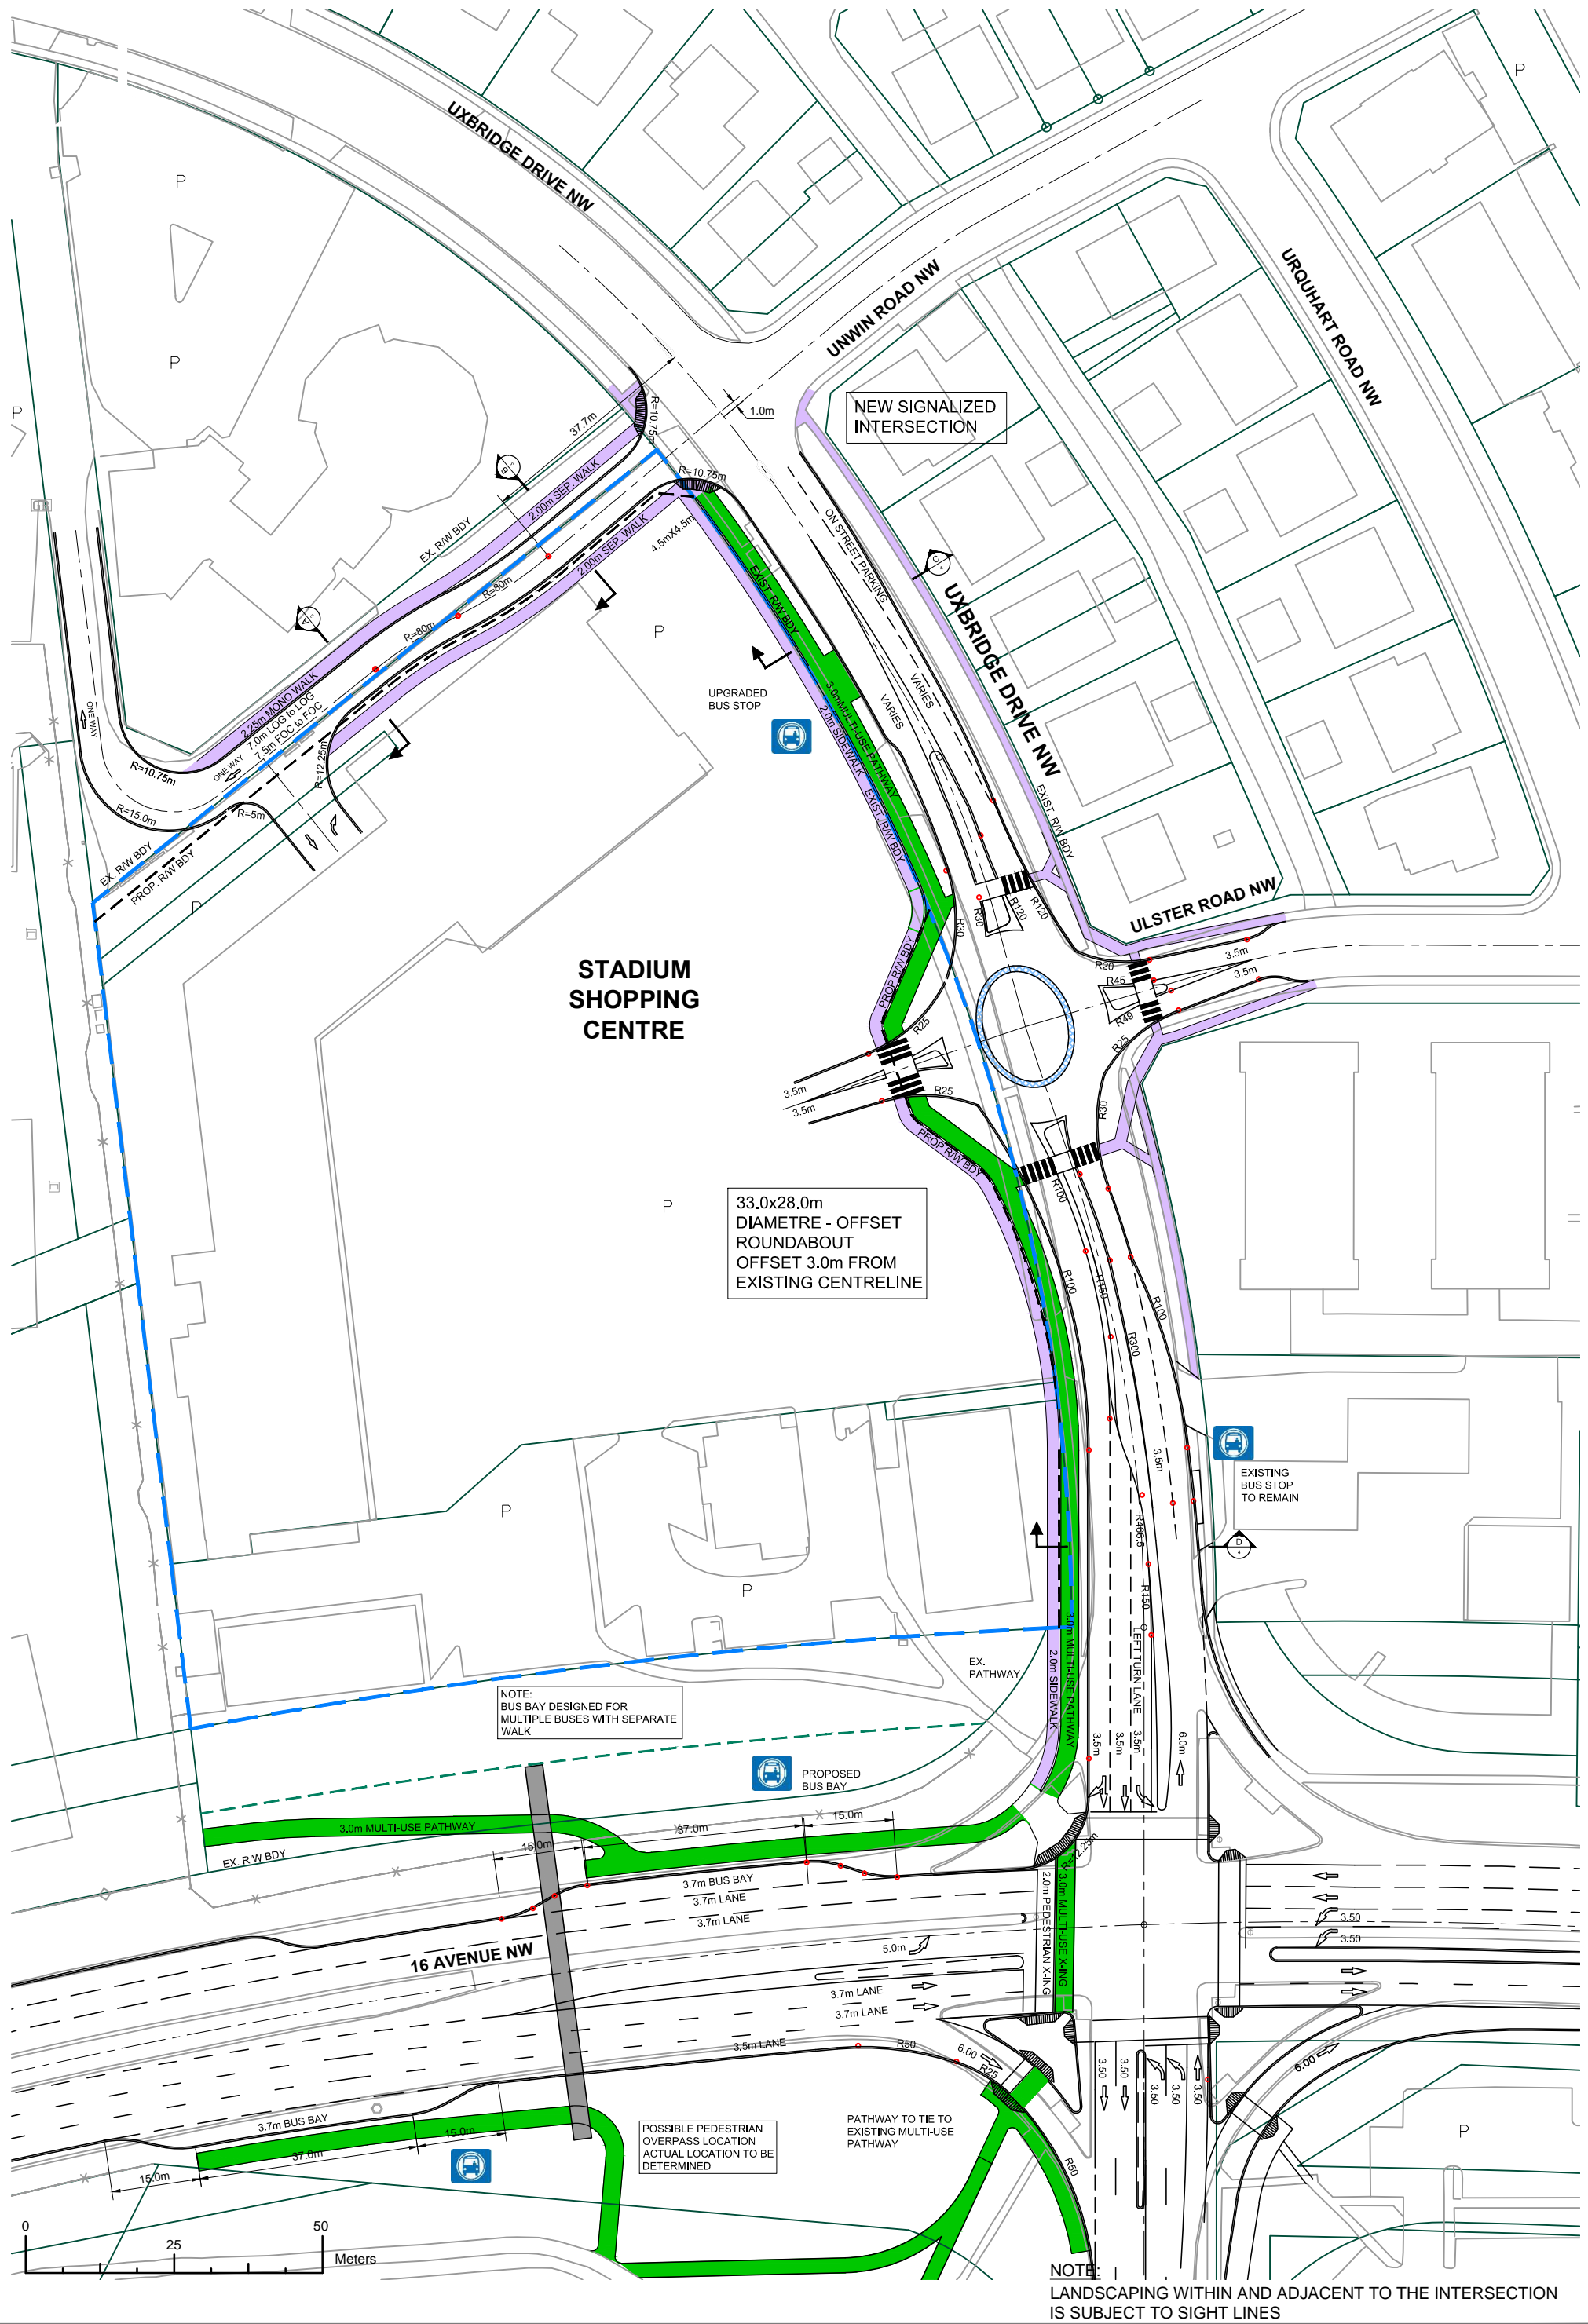 UXBRIDGE DRIVE NW
P
P
P
P
UNWIN ROAD NW
URQUHART ROAD NW
1.0m
NEW SIGNALIZED
INTERSECTION
37.7m
R=10.75m
R=10.75m
2.00m SEP. WALK
EX. R/W BDY
2.00m SEP. WALK
4.5mX4.5m
B
A
C
ON STREET PARKING
EXIST. R/W BDY
UXBRIDGE DRIVE NW
R=80m
R=80m
P
VARIES
VARIES
UPGRADED
BUS STOP
3.0m MULTI-USE PATHWAY
2.0m SIDEWALK
EXIST. R/W BDY
2.25m MONO WALK
7.0m LOG to LOG
7.5m FOC to FOC
ONE WAY
ONE WAY
R=10.75m
R=15.0m
R=5m
R=12.25m
EX. R/W BDY
PROP. R/W BDY
P
EXIST. R/W BDY
ULSTER ROAD NW
R30
R30
R120
R120
R20
3.5m
3.5m
R45
R49
R25
STADIUM
SHOPPING
CENTRE
PROP R/W BDY
R25
R25
3.5m
3.5m
PROP R/W BDY
R30
R100
P
33.0x28.0m
DIAMETRE - OFFSET
ROUNDABOUT
OFFSET 3.0m FROM
EXISTING CENTRELINE
R100
R150
R300
R100
3.5m
EXISTING
BUS STOP
TO REMAIN
D
4
P
P
R466.5
R150
LEFT TURN LANE
3.0m MULTI-USE PATHWAY
2.0m SIDEWALK
EX.
PATHWAY
NOTE:
BUS BAY DESIGNED FOR
MULTIPLE BUSES WITH SEPARATE
WALK
3.5m
3.5m
3.5m
6.0m
PROPOSED
BUS BAY
3.0m MULTI-USE PATHWAY
15.0m
37.0m
15.0m
EX. R/W BDY
R=12.25m
3.7m BUS BAY
3.7m LANE
3.7m LANE
2.0m PEDESTRIAN X-ING
3.0m MULTI-USE X-ING
3.50
3.50
16 AVENUE NW
5.0m
3.7m LANE
3.7m LANE
3.5m LANE
R50
6.00
R25
3.50
3.50
3.50
3.50
3.50
6.00
3.7m BUS BAY
15.0m
37.0m
15.0m
POSSIBLE PEDESTRIAN
OVERPASS LOCATION
ACTUAL LOCATION TO BE
DETERMINED
PATHWAY TO TIE TO
EXISTING MULTI-USE
PATHWAY
R50
P
0
25
50
Meters
NOTE:
LANDSCAPING WITHIN AND ADJACENT TO THE INTERSECTION
IS SUBJECT TO SIGHT LINES